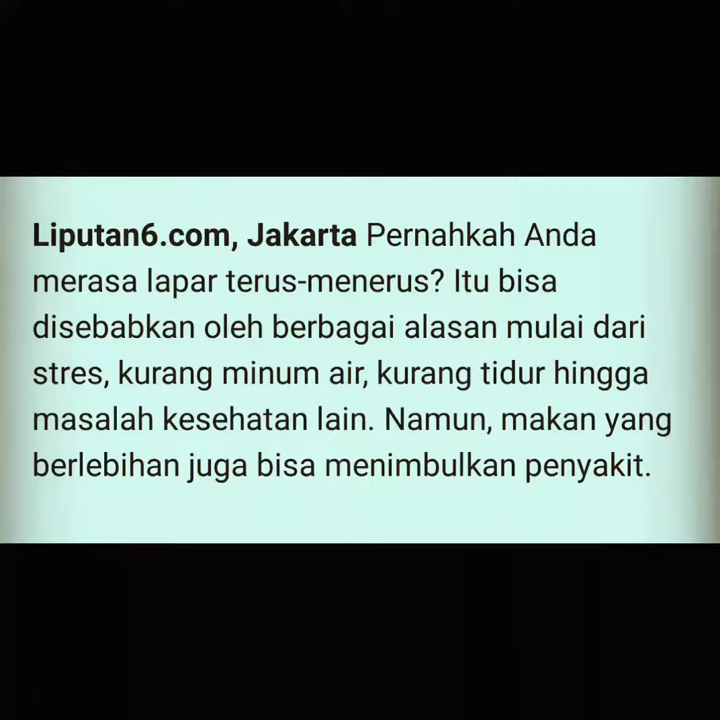 Liputan6.com, Jakarta Pernahkah Anda
merasa lapar terus-menerus? Itu bisa
disebabkan oleh berbagai alasan mulai dari
stres, kurang minum air, kurang tidur hingga
masalah kesehatan lain. Namun, makan yang
berlebihan juga bisa menimbulkan penyakit.